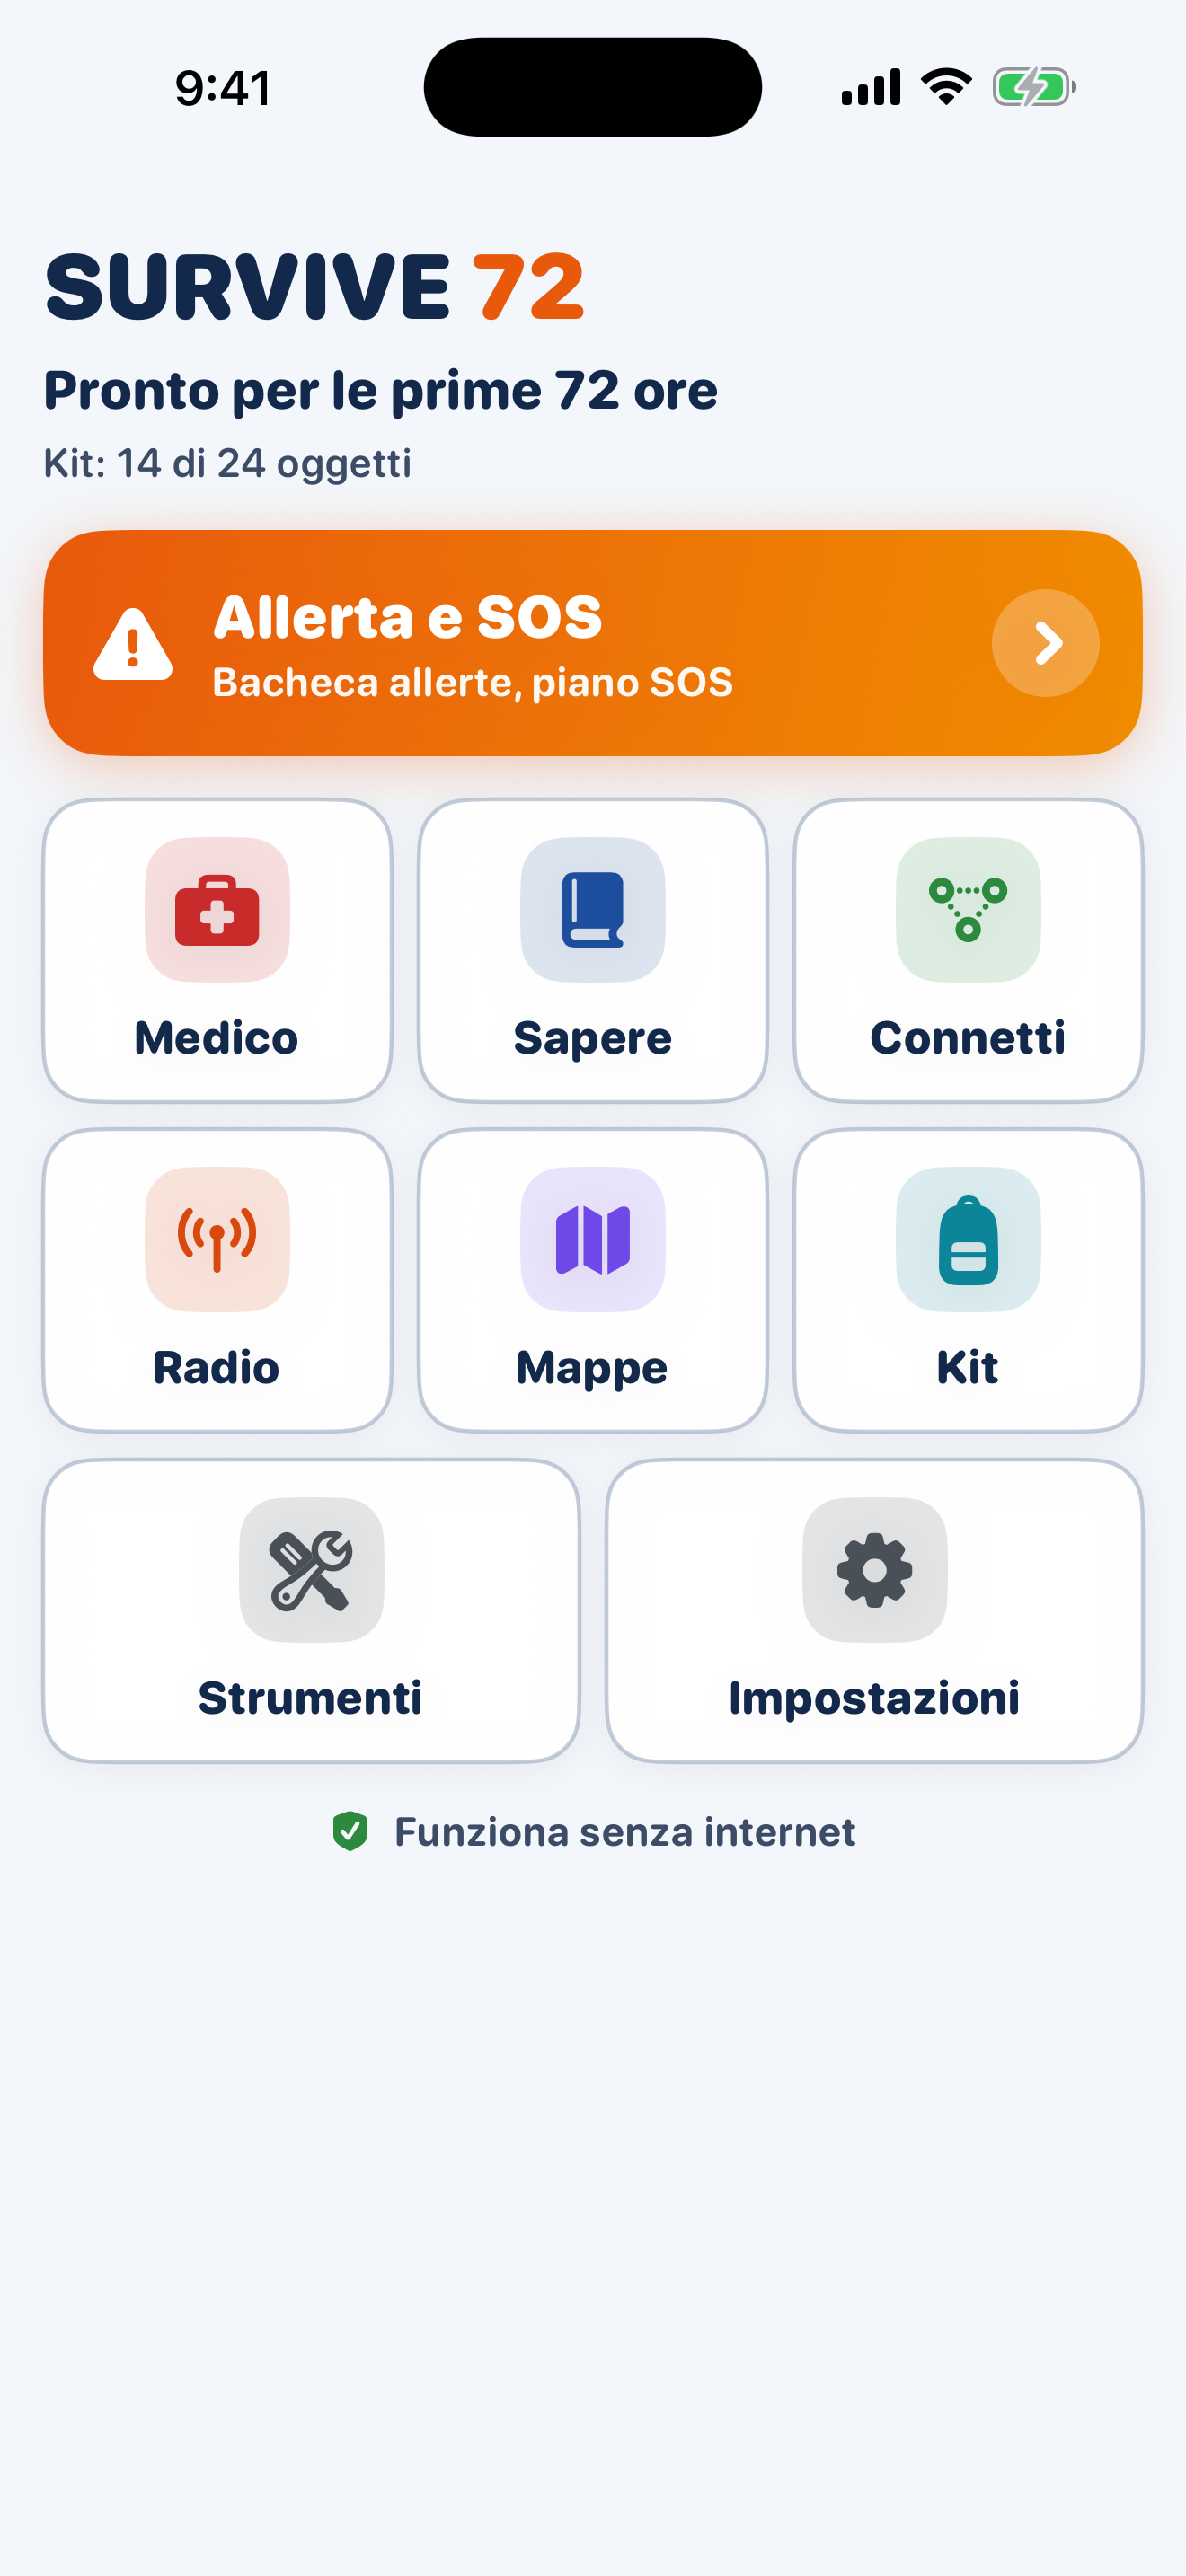 9:41
SURVIVE 72
Pronto per le prime 72 ore
Kit: 14 di 24 oggetti
Allerta e SOS
Bacheca allerte, piano SOS
Medico
Sapere
Connetti
Radio
Mappe
Kit
Strumenti
Impostazioni
Funziona senza internet